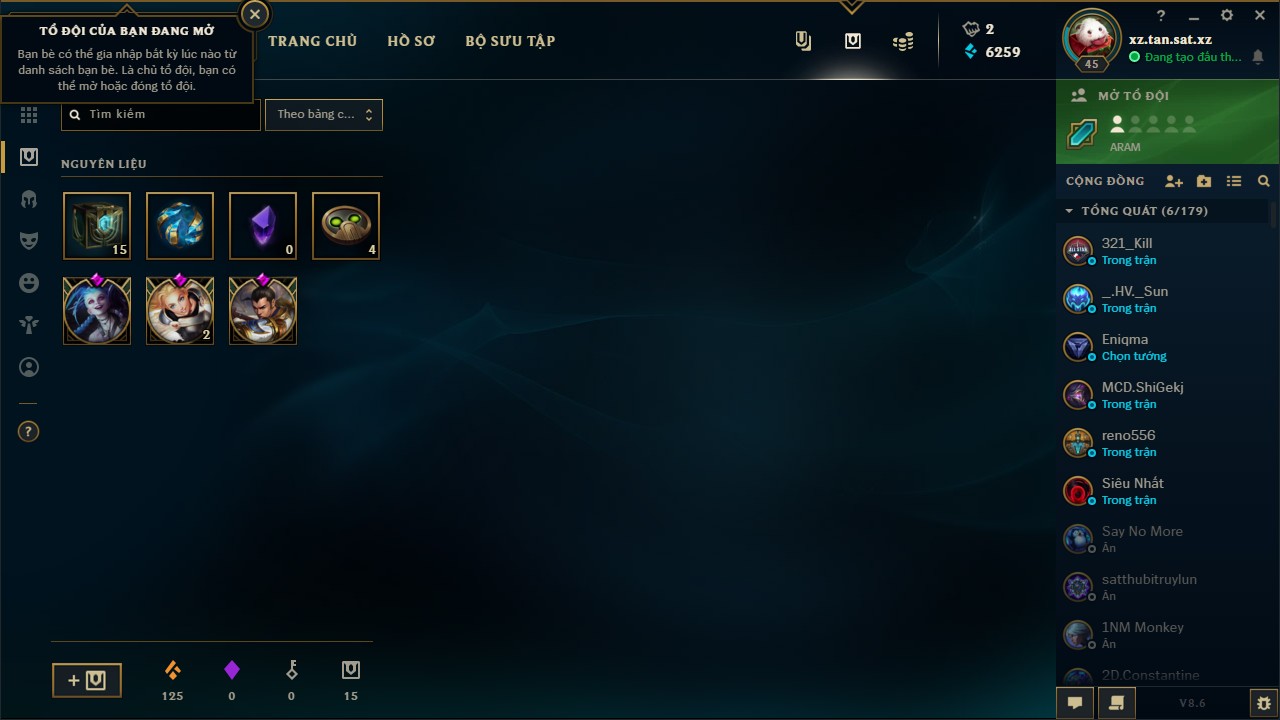 TỔ ĐỘI CỦA BẠN ĐANG MỞ
Bạn bè có thể gia nhập bất kỳ lúc nào từ
danh sách bạn bè. Là chủ tổ đội, bạn có
thể mở hoặc đóng tổ đội.
TRANG CHỦ
HỒ SƠ
BỘ SƯU TẬP
2
6259
?
45
xz.tan.sat.xz
Đang tạo đấu th...
MỞ TỔ ĐỘI
ARAM
Tìm kiếm
Theo bảng c...
NGUYÊN LIỆU
15
0
4
2
?
CỘNG ĐỒNG
TỔNG QUÁT (6/179)
321_Kill
Trong trận
_.HV._Sun
Trong trận
Eniqma
Chọn tướng
MCD.ShiGekj
Trong trận
reno556
Trong trận
Siêu Nhất
Trong trận
Say No More
Ẩn
satthubitruylun
Ẩn
1NM Monkey
Ẩn
2D.Constantine
+
125
0
0
15
V8.6